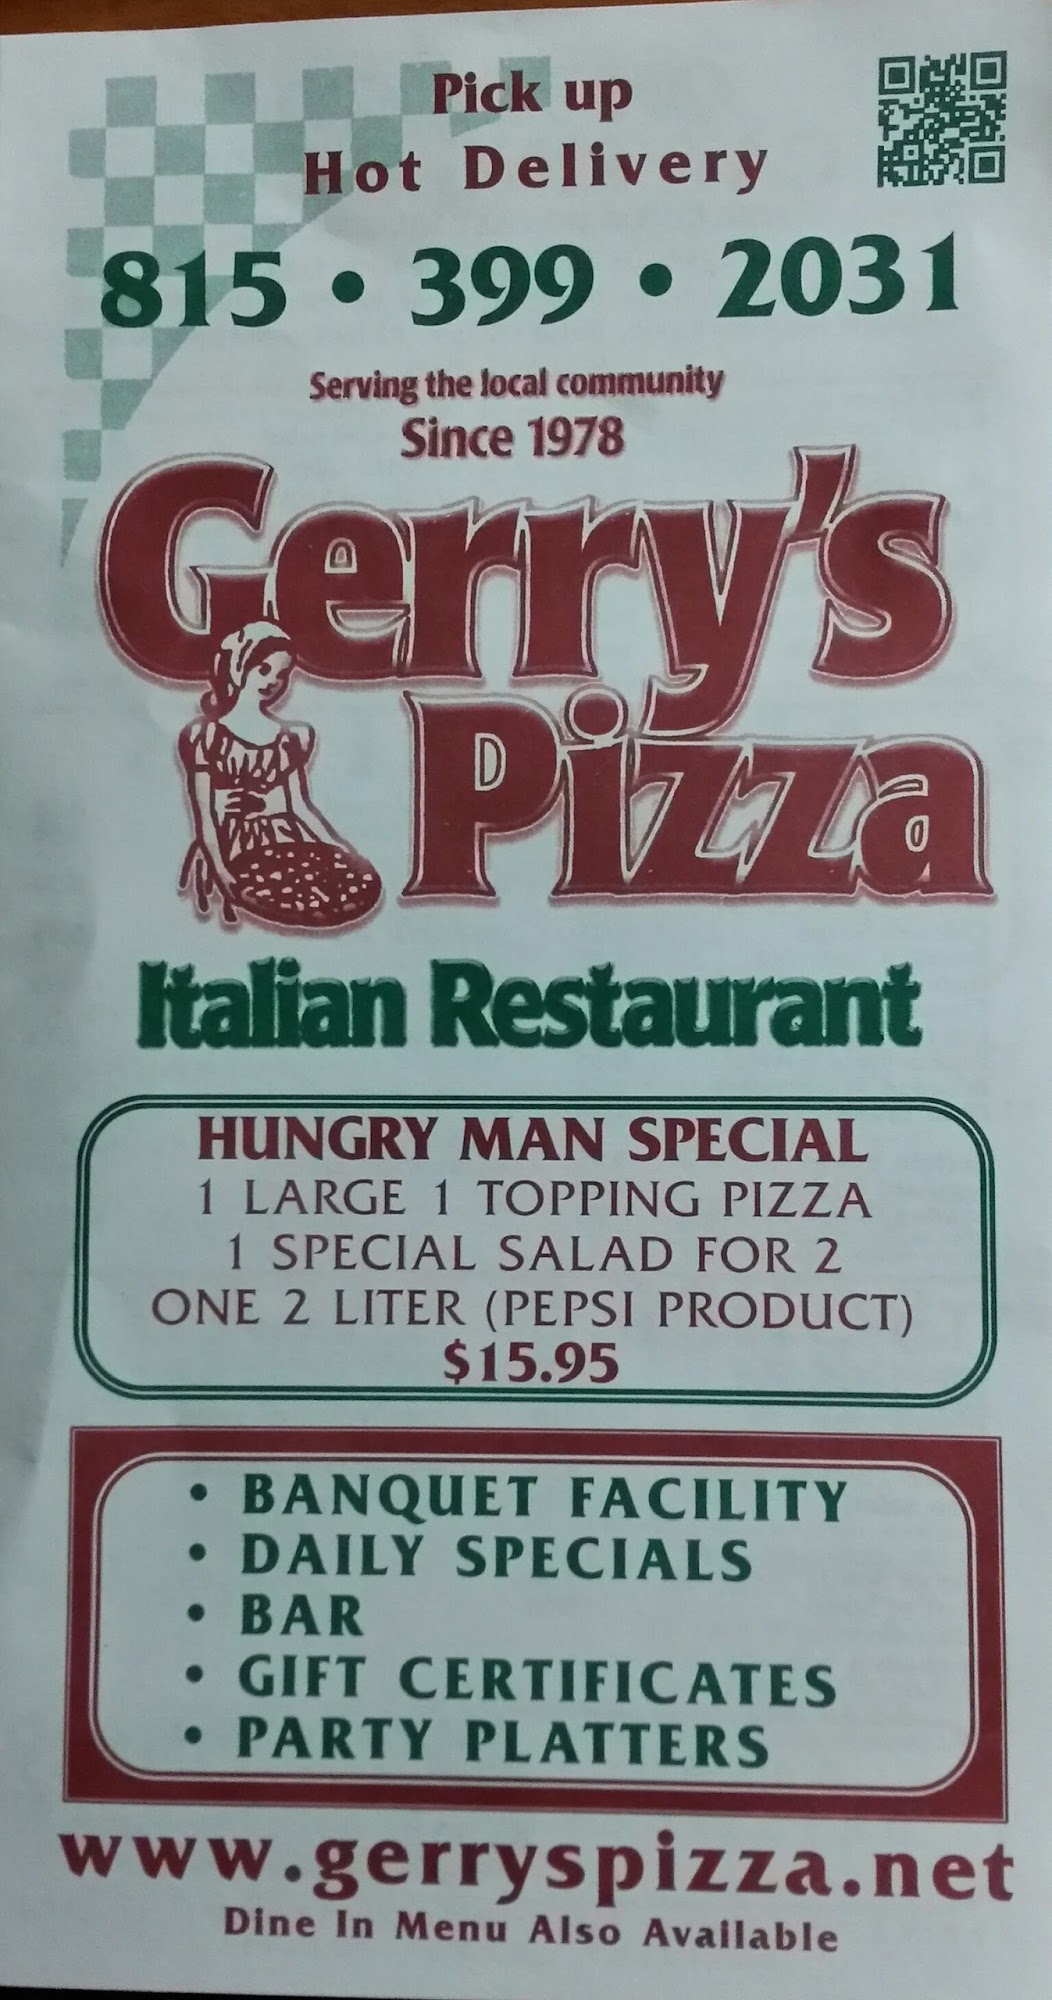 Pick up
Hot Delivery
815 • 399 • 2031
Serving the local community
Since 1978
Gerry's
Pizza
Italian Restaurant
HUNGRY MAN SPECIAL
1 LARGE 1 TOPPING PIZZA
1 SPECIAL SALAD FOR 2
ONE 2 LITER (PEPSI PRODUCT)
$15.95
• BANQUET FACILITY
• DAILY SPECIALS
• BAR
• GIFT CERTIFICATES
• PARTY PLATTERS
www.gerryspizza.net
Dine In Menu Also Available